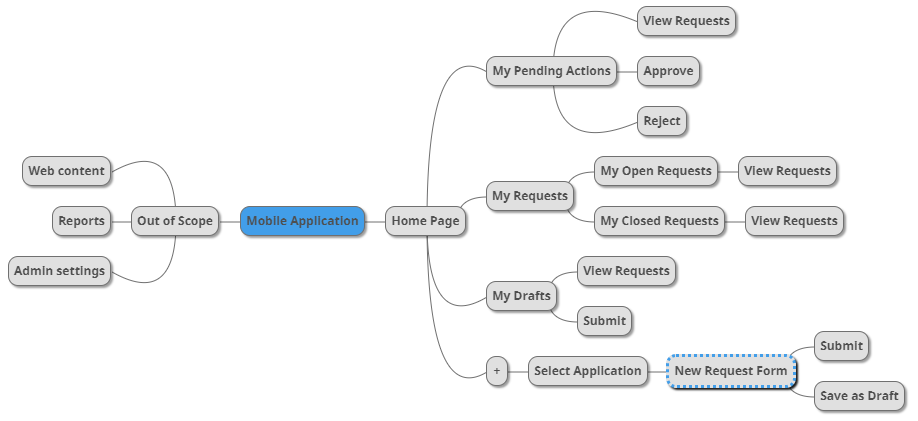 Mobile Application
Out of Scope
Web content
Reports
Admin settings
Home Page
My Pending Actions
View Requests
Approve
Reject
My Requests
My Open Requests
View Requests
My Closed Requests
View Requests
My Drafts
View Requests
Submit
+
Select Application
New Request Form
Submit
Save as Draft